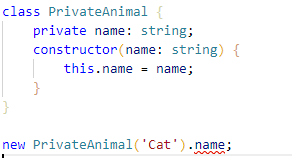 class PrivateAnimal {
    private name: string;
    constructor(name: string) {
        this.name = name;
    }
}
new PrivateAnimal('Cat').name;